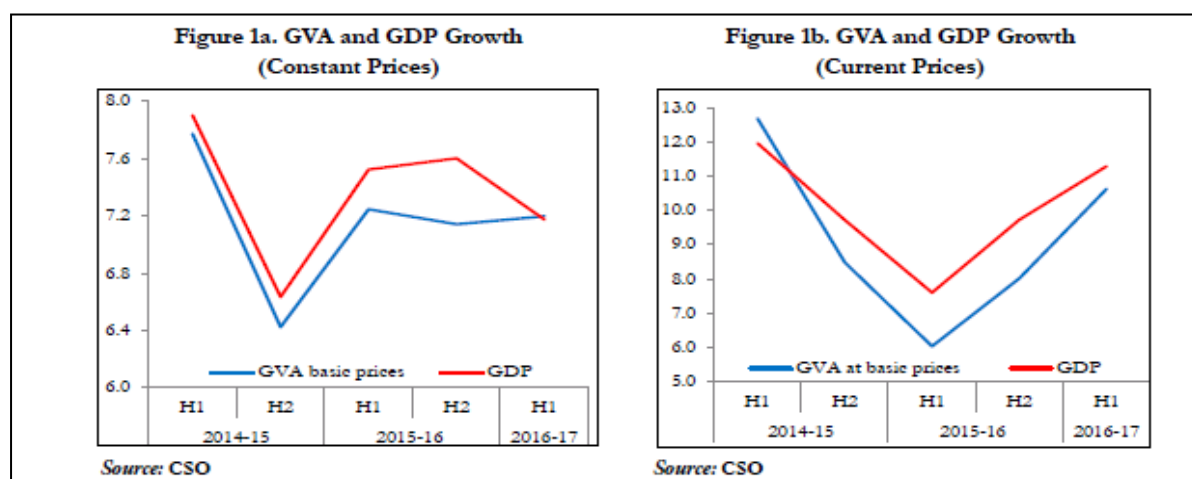 Figure 1a. GVA and GDP Growth
(Constant Prices)
8.0
7.6
7.2
6.8
6.4
6.0
GVA basic prices GDP
H1 H2 H1 H2 H1
2014-15 2015-16 2016-17
Source: CSO
Figure 1b. GVA and GDP Growth
(Current Prices)
13.0
12.0
11.0
10.0
9.0
8.0
7.0
6.0
5.0
GVA at basic prices GDP
H1 H2 H1 H2 H1
2014-15 2015-16 2016-17
Source: CSO